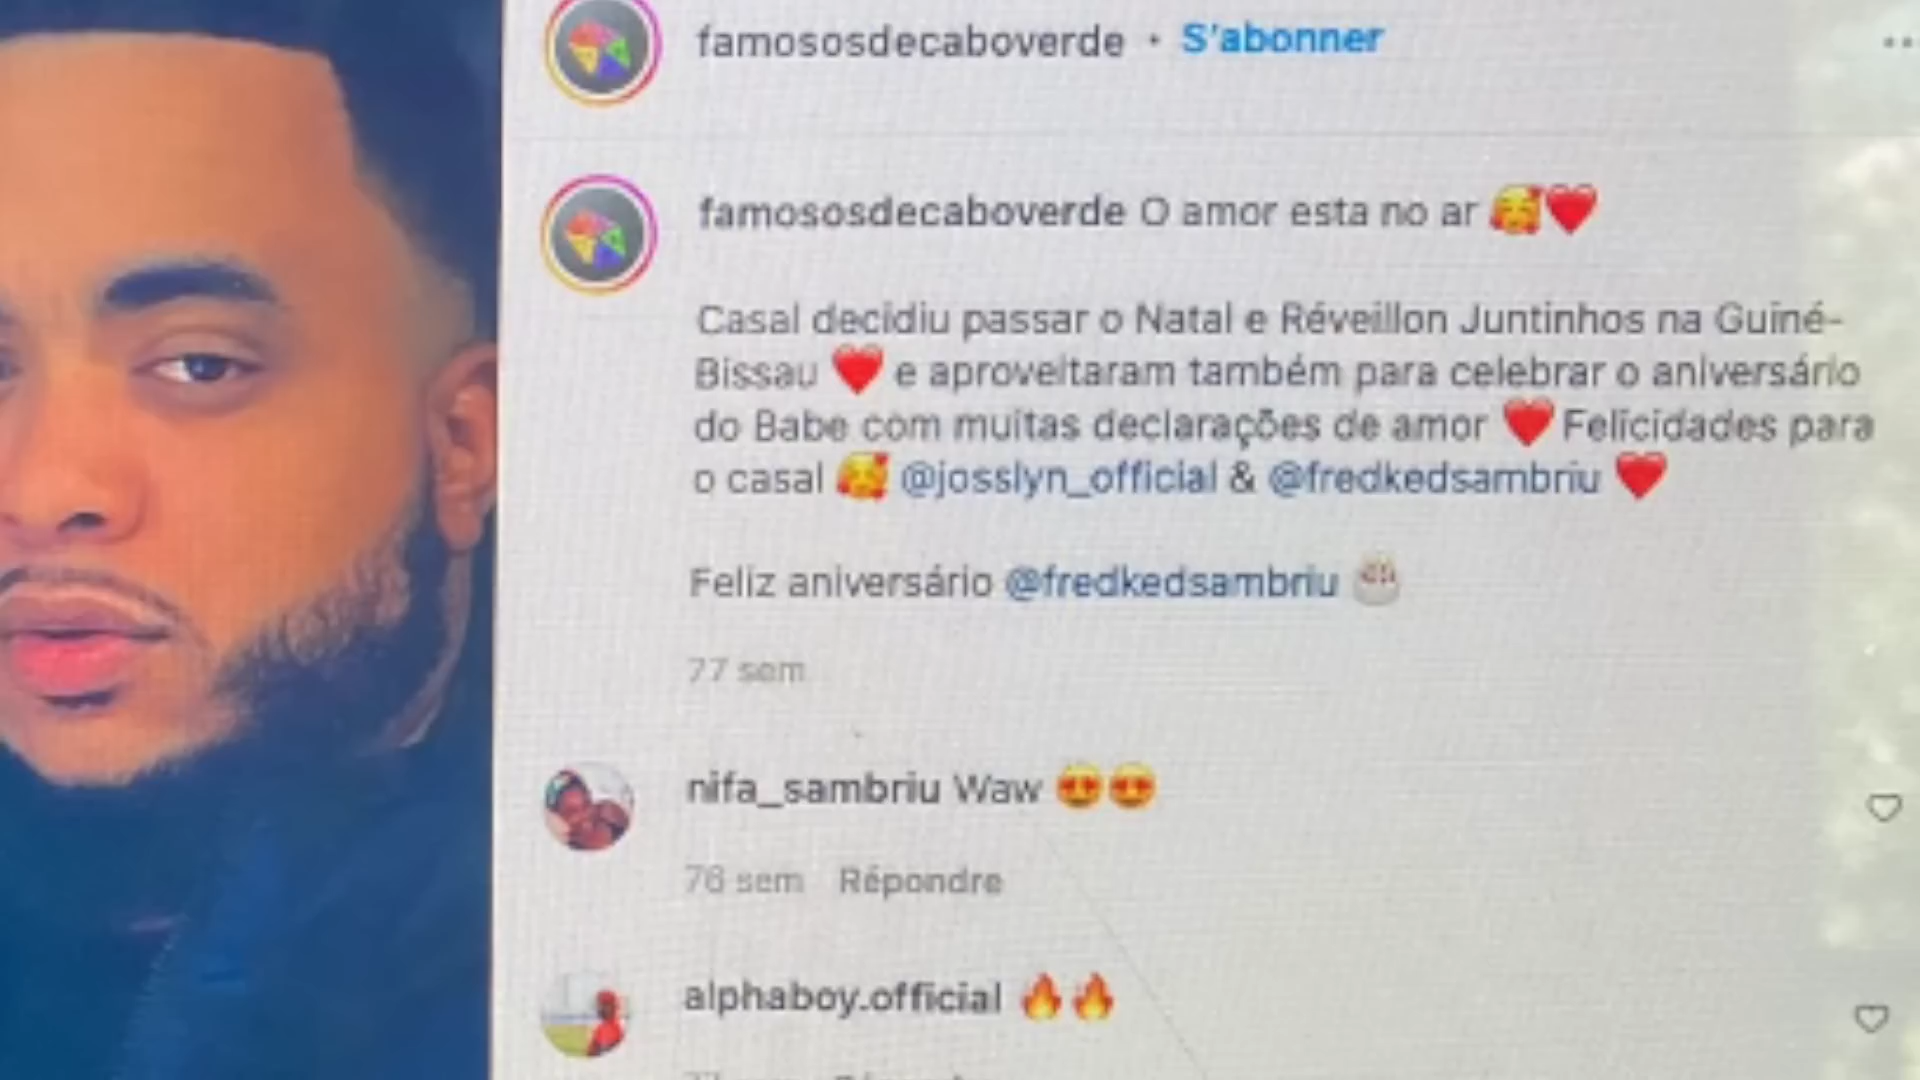 famososdecaboverde • S'abonner
famososdecaboverde O amor esta no ar 🥰❤️
Casal decidiu passar o Natal e Réveillon Juntinhos na Guiné-
Bissau ❤️ e aproveitaram também para celebrar o aniversário
do Babe com muitas declarações de amor ❤️ Felicidades para
o casal 🥰 @josslyn_official & @fredkedsambriu ❤️
Feliz aniversário @fredkedsambriu 🎂
77 sem
nifa_sambriu Waw 😍😍
76 sem Répondre
alphaboy.official 🔥🔥